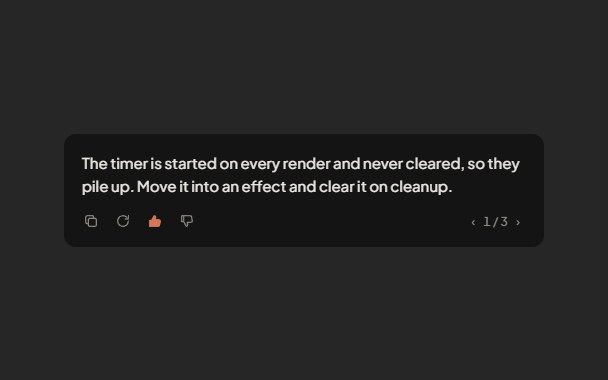 The timer is started on every render and never cleared, so they
pile up. Move it into an effect and clear it on cleanup.
‹ 1/3 ›